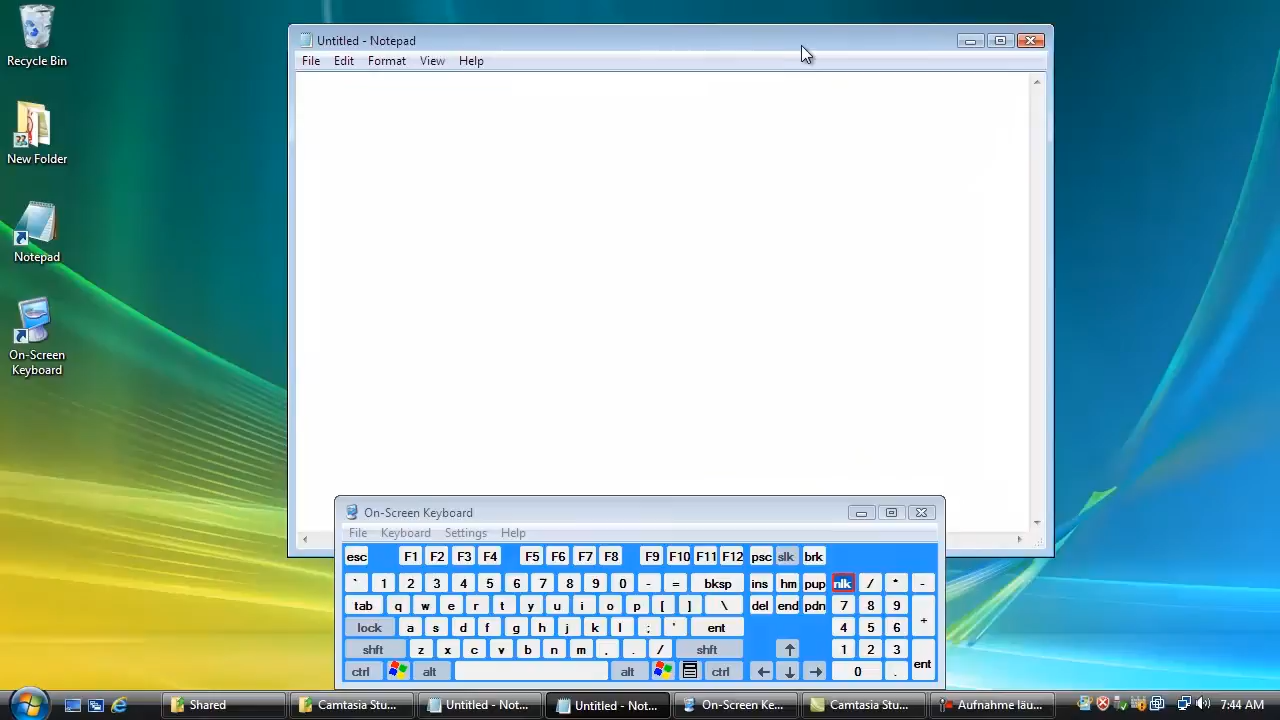 Recycle Bin
New Folder
Notepad
On-Screen
Keyboard
Untitled - Notepad
File Edit Format View Help
On-Screen Keyboard
File Keyboard Settings Help
esc F1 F2 F3 F4 F5 F6 F7 F8 F9 F10 F11 F12 psc slk brk
` 1 2 3 4 5 6 7 8 9 0 - = bksp ins hm pup nlk / * -
tab q w e r t y u i o p [ ] \ del end pdn 7 8 9 +
lock a s d f g h j k l ; ' ent 4 5 6
shft z x c v b n m . . / shft 1 2 3 ent
ctrl alt alt ctrl 0 .
Shared
Camtasia Stu...
Untitled - Not...
Untitled - Not...
On-Screen Ke...
Camtasia Stu...
Aufnahme läu...
7:44 AM